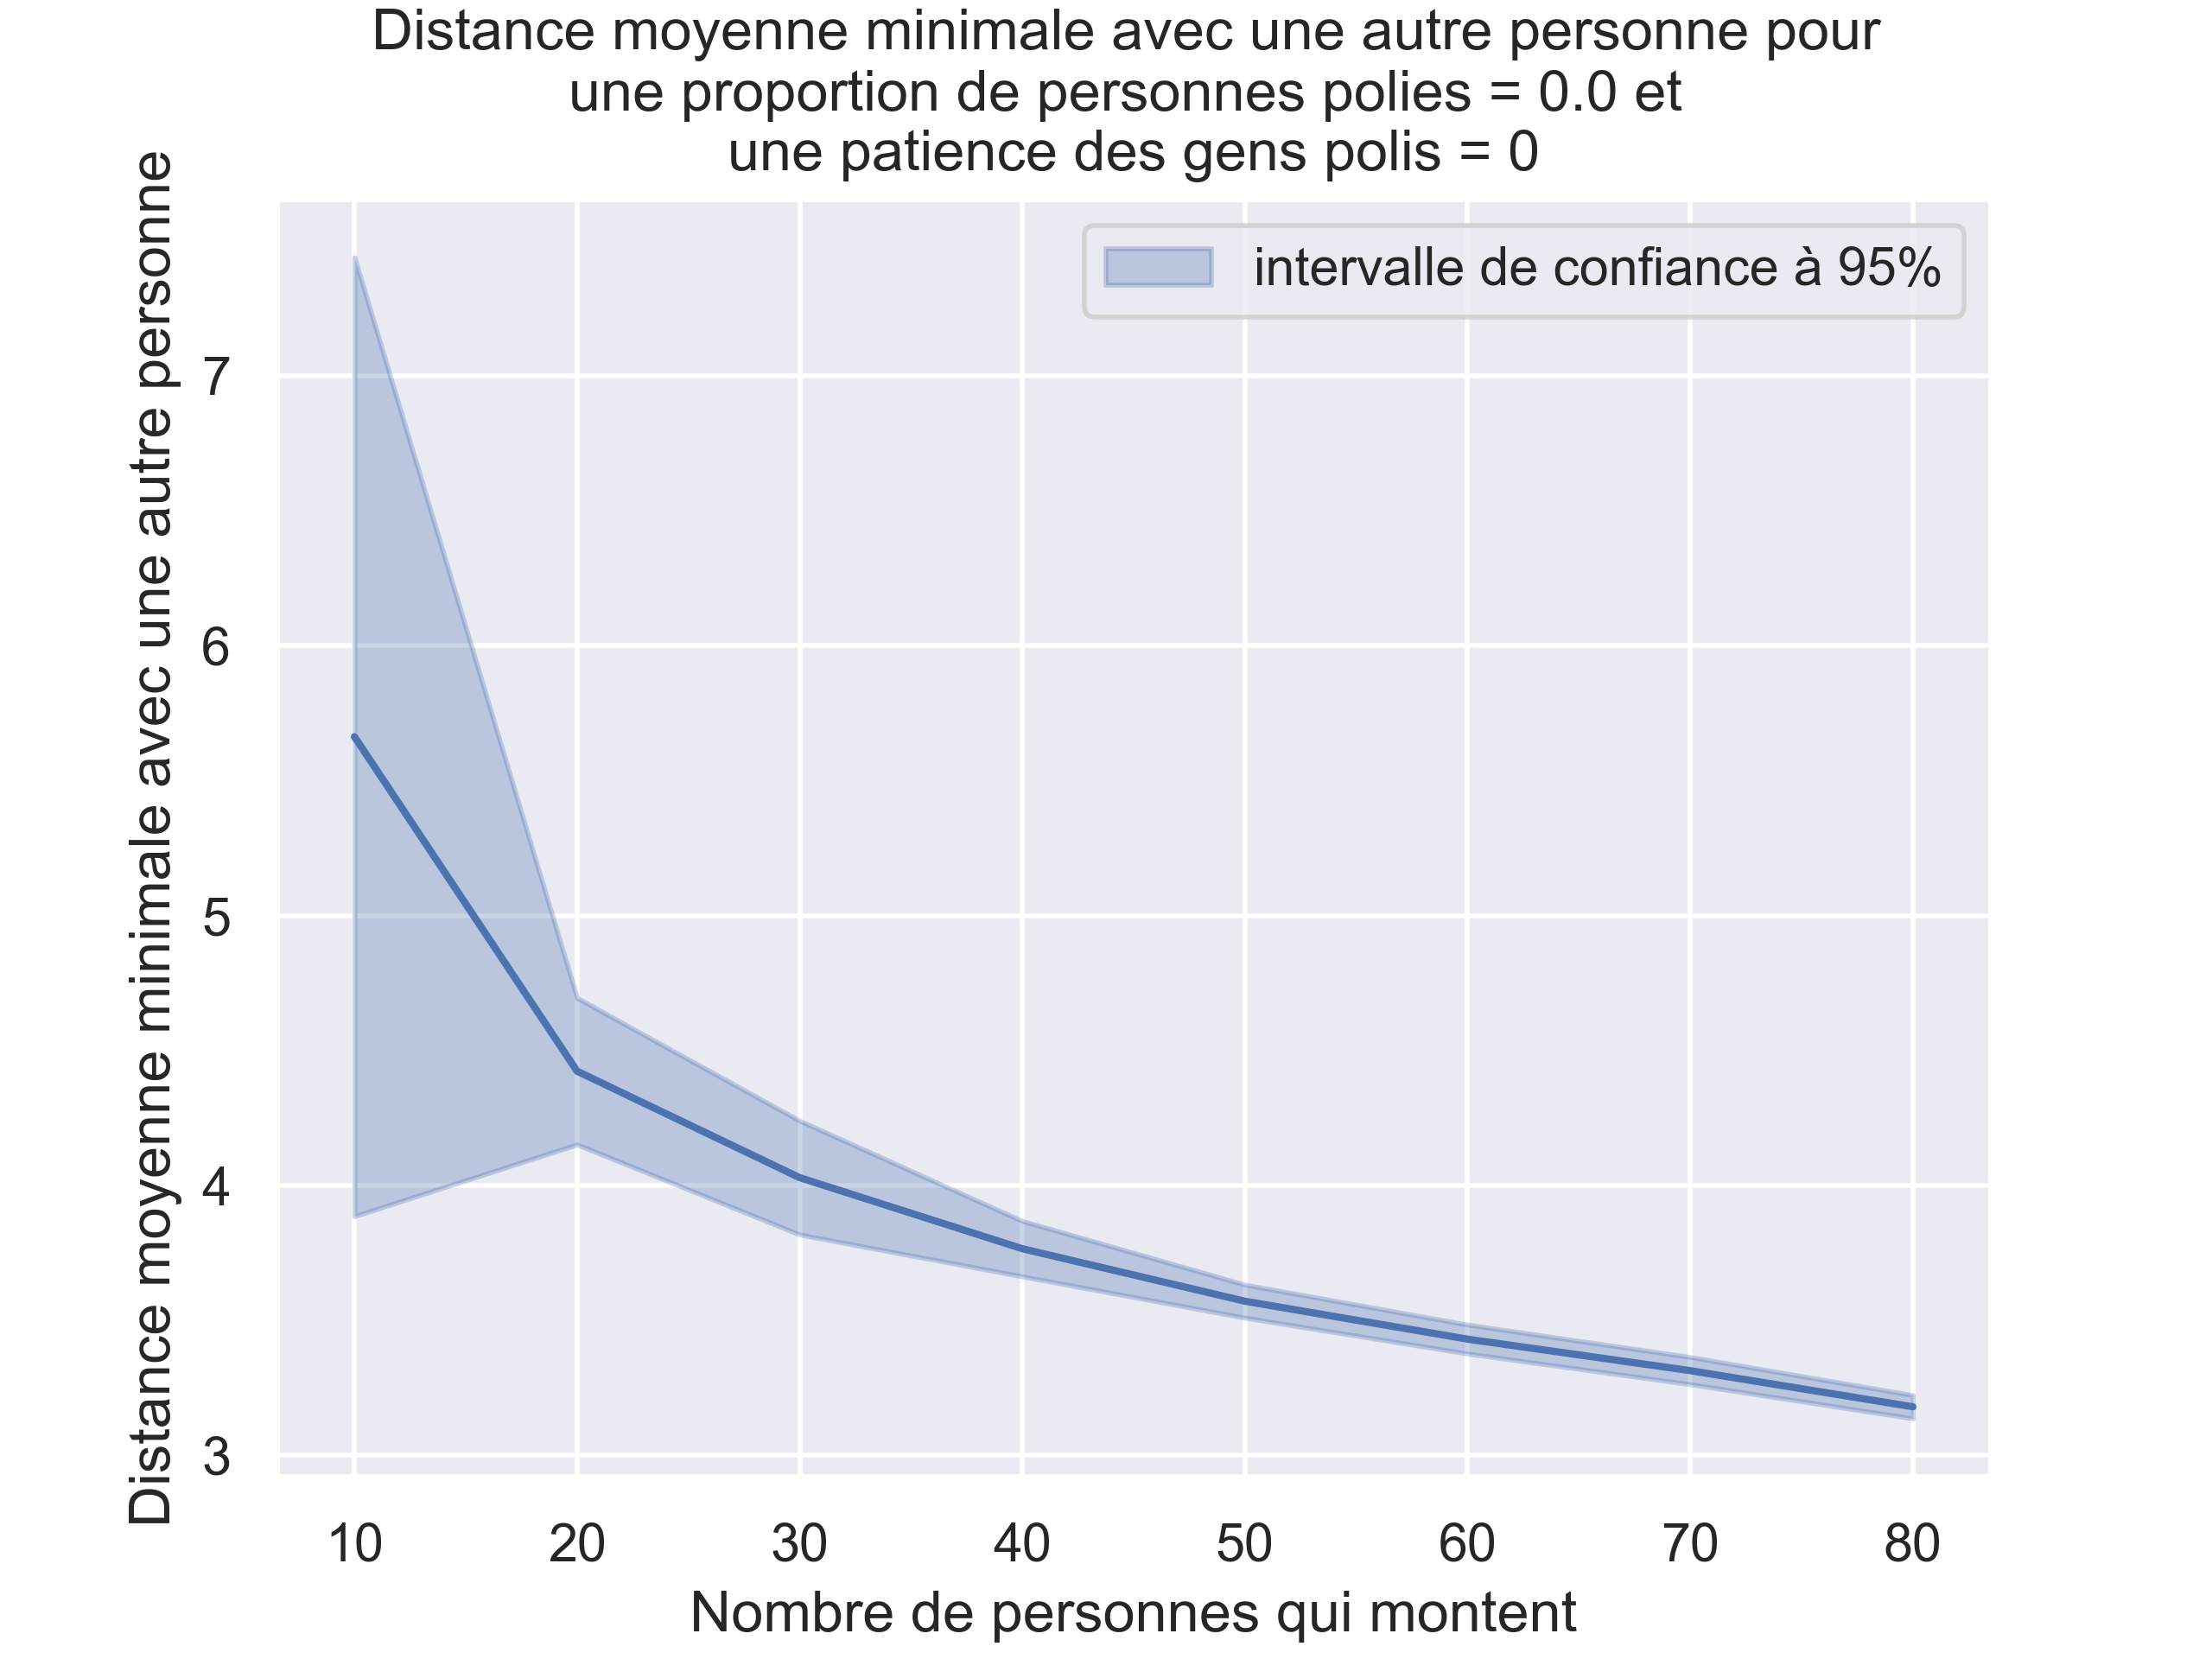 Distance moyenne minimale avec une autre personne pour
une proportion de personnes polies = 0.0 et
une patience des gens polis = 0
intervalle de confiance à 95%
Distance moyenne minimale avec une autre personne
7
6
5
4
3
10 20 30 40 50 60 70 80
Nombre de personnes qui montent